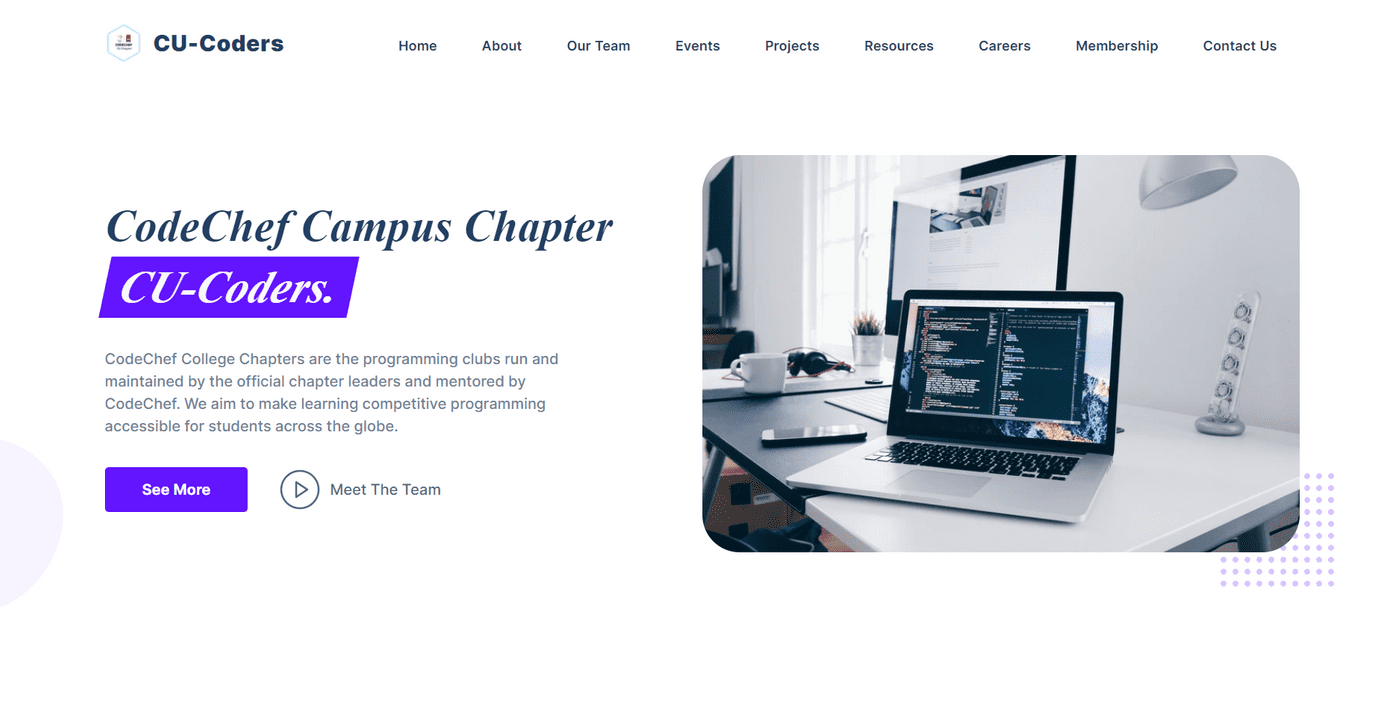 CU-Coders
Home
About
Our Team
Events
Projects
Resources
Careers
Membership
Contact Us
CodeChef Campus Chapter
CU-Coders.
CodeChef College Chapters are the programming clubs run and
maintained by the official chapter leaders and mentored by
CodeChef. We aim to make learning competitive programming
accessible for students across the globe.
See More
Meet The Team